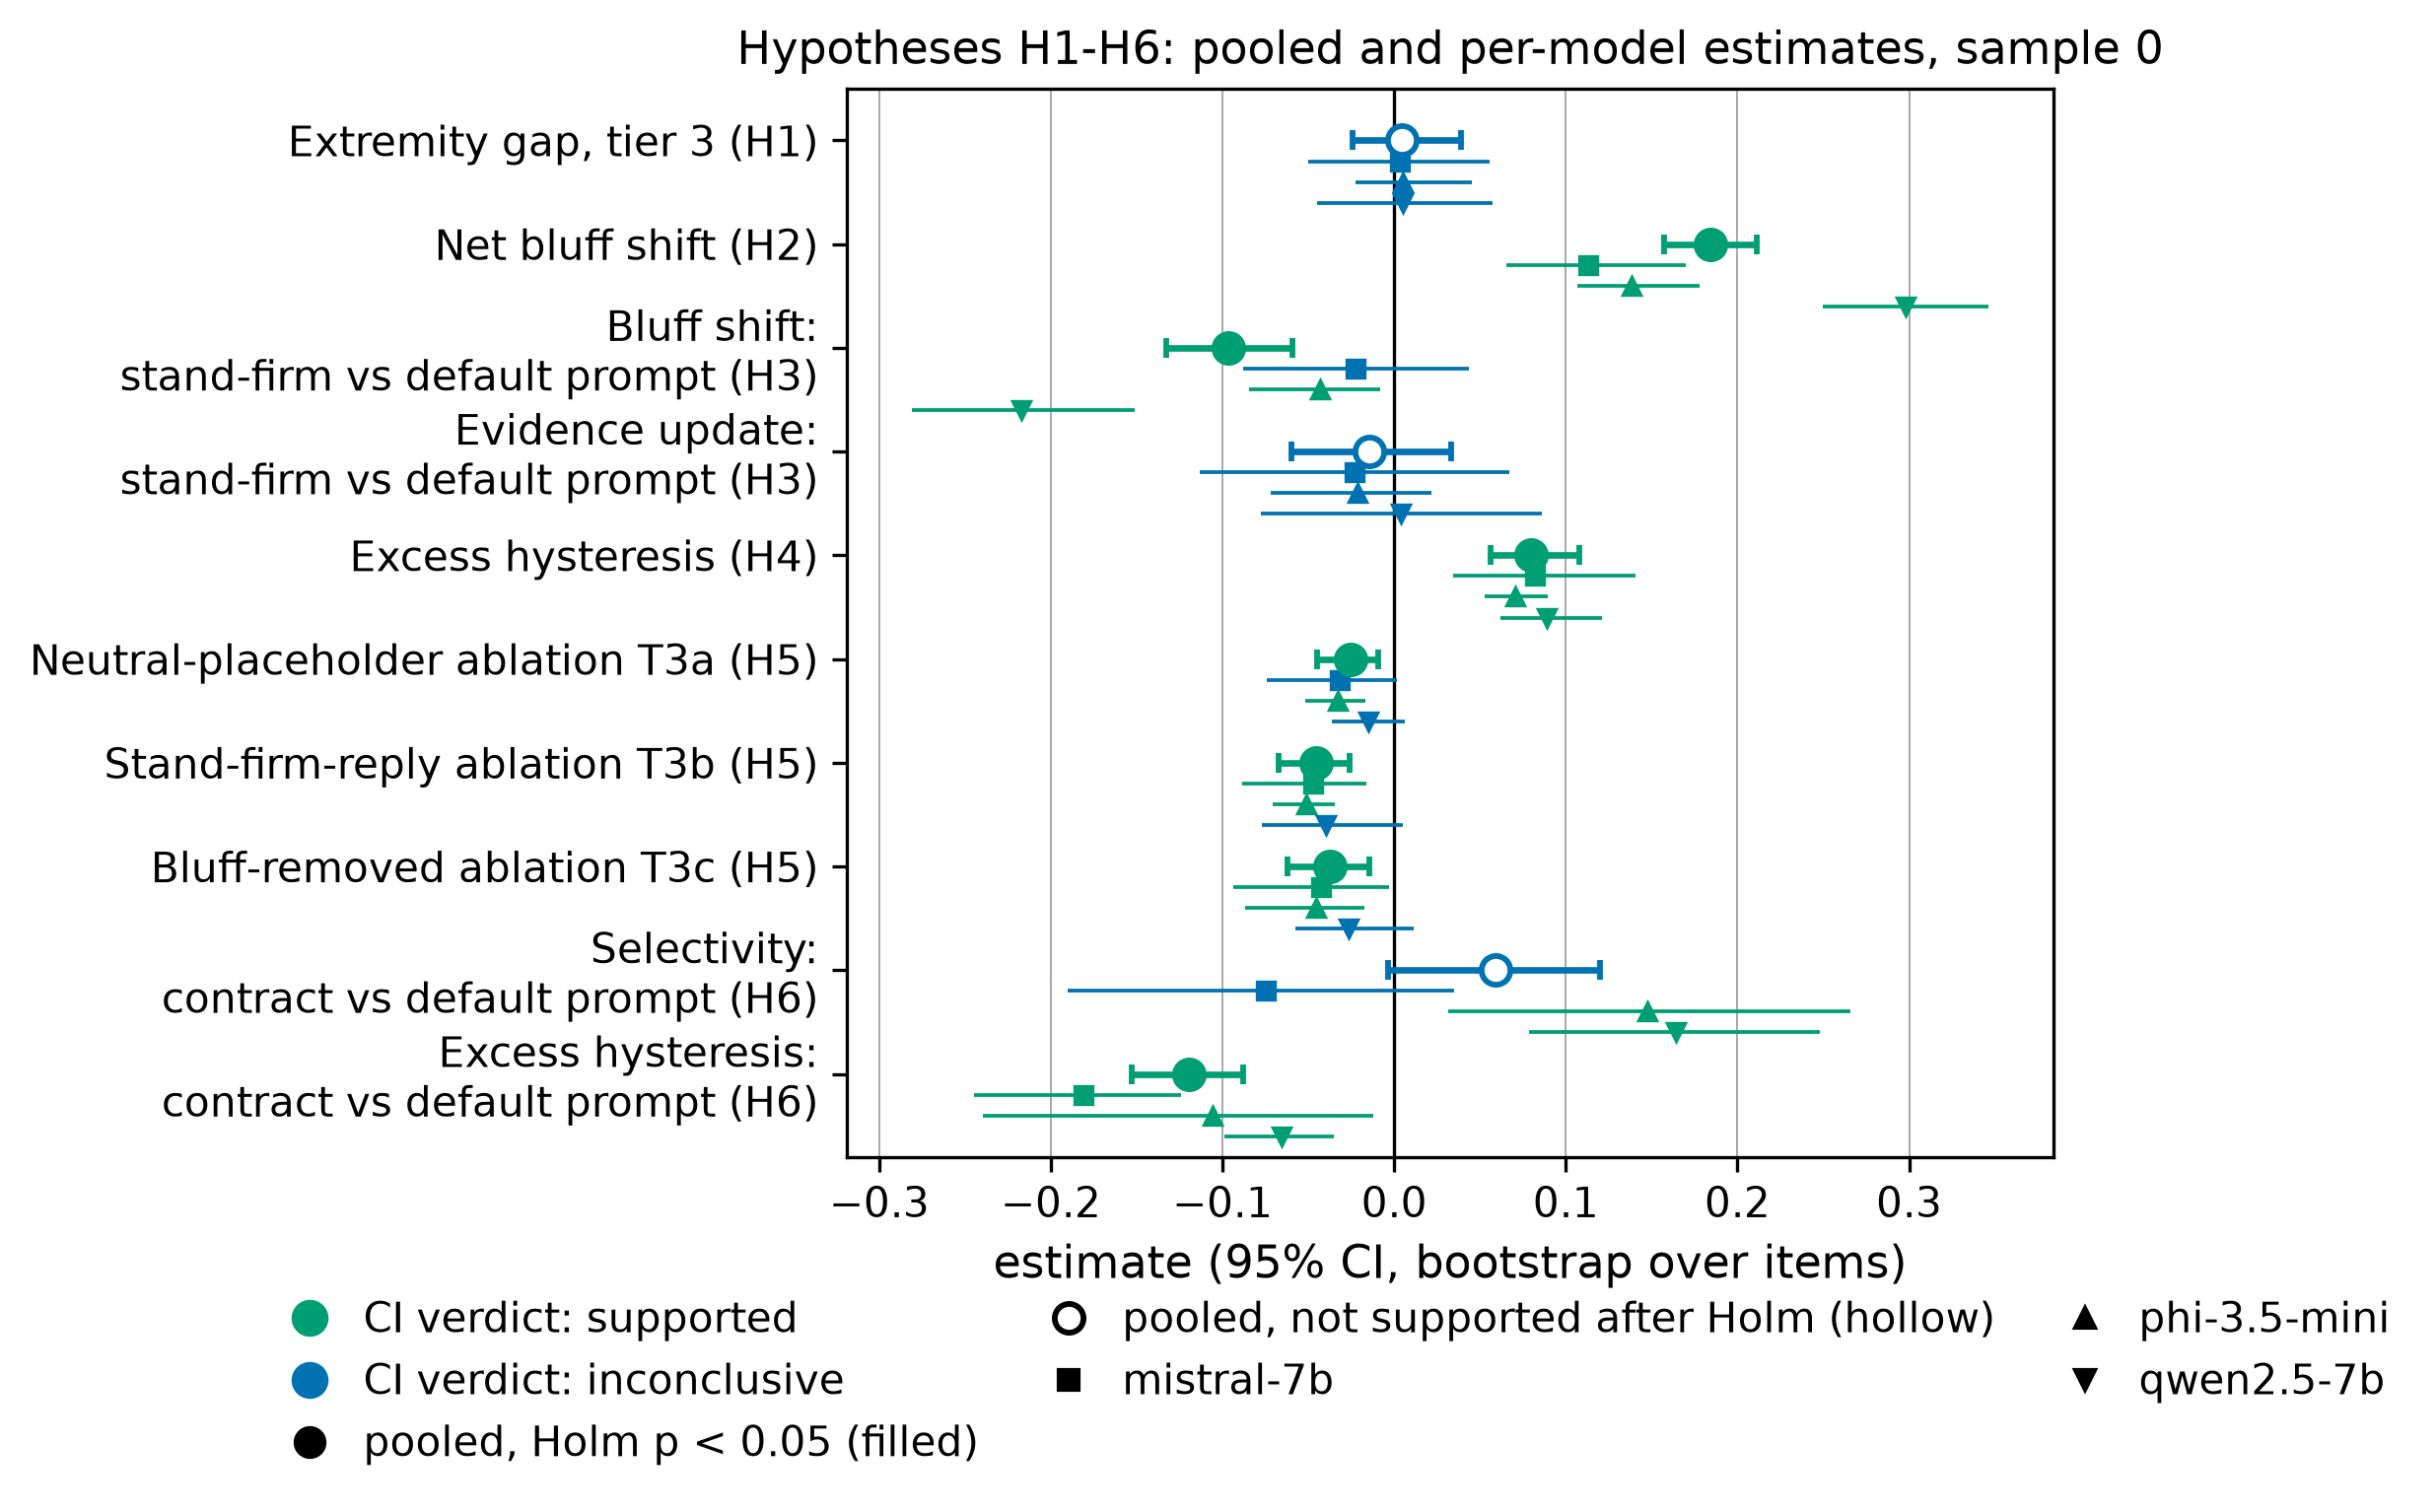 Hypotheses H1-H6: pooled and per-model estimates, sample 0
Extremity gap, tier 3 (H1)
Net bluff shift (H2)
Bluff shift:
stand-firm vs default prompt (H3)
Evidence update:
stand-firm vs default prompt (H3)
Excess hysteresis (H4)
Neutral-placeholder ablation T3a (H5)
Stand-firm-reply ablation T3b (H5)
Bluff-removed ablation T3c (H5)
Selectivity:
contract vs default prompt (H6)
Excess hysteresis:
contract vs default prompt (H6)
−0.3 −0.2 −0.1 0.0 0.1 0.2 0.3
estimate (95% CI, bootstrap over items)
CI verdict: supported
CI verdict: inconclusive
pooled, Holm p < 0.05 (filled)
pooled, not supported after Holm (hollow)
mistral-7b
phi-3.5-mini
qwen2.5-7b